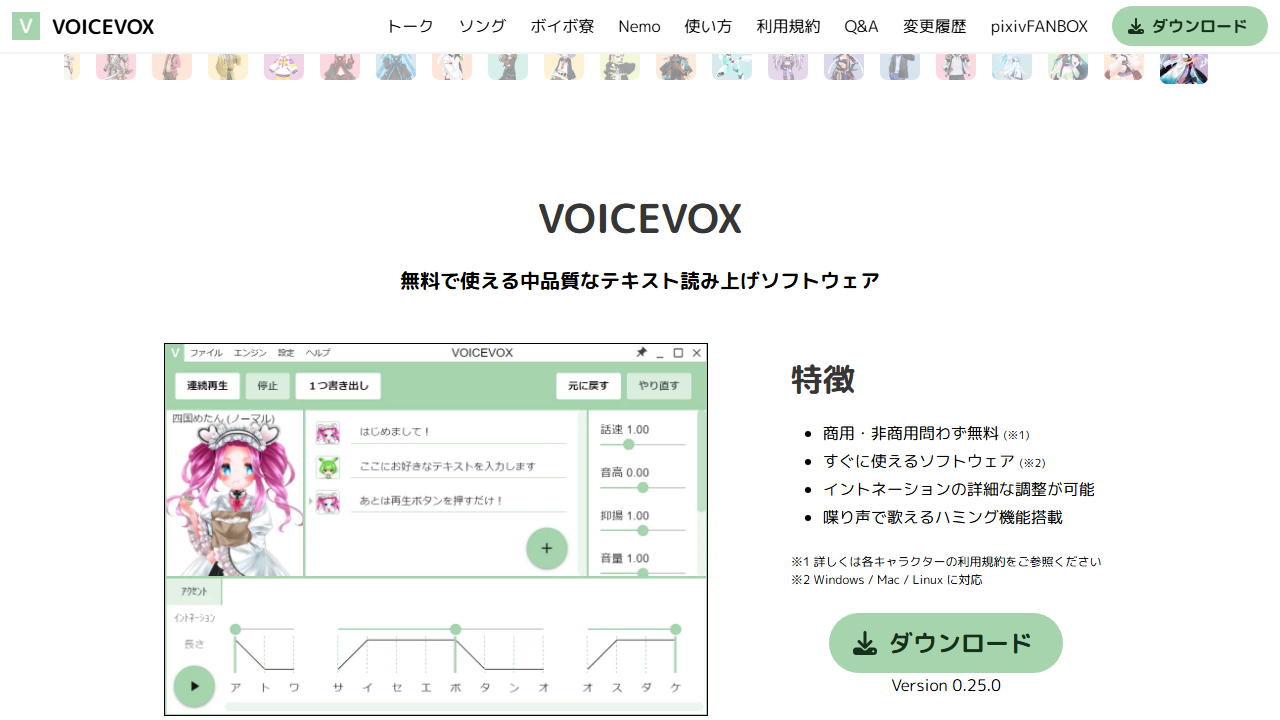 V VOICEVOX トーク ソング ボイボ寮 Nemo 使い方 利用規約 Q&A 変更履歴 pixivFANBOX ダウンロード
VOICEVOX
無料で使える中品質なテキスト読み上げソフトウェア
V ファイル エンジン 設定 ヘルプ VOICEVOX
連続再生 停止 1つ書き出し 元に戻す やり直す
四国めたん (ノーマル)
はじめまして！
ここにお好きなテキストを入力します
あとは再生ボタンを押すだけ！
話速 1.00
音高 0.00
抑揚 1.00
音量 1.00
アクセント
イントネーション
長さ
ア ト ワ サ イ セ エ ボ タ ン オ オ ス ダ ケ
特徴
• 商用・非商用問わず無料 (※1)
• すぐに使えるソフトウェア (※2)
• イントネーションの詳細な調整が可能
• 喋り声で歌えるハミング機能搭載
※1 詳しくは各キャラクターの利用規約をご参照ください
※2 Windows / Mac / Linux に対応
ダウンロード
Version 0.25.0